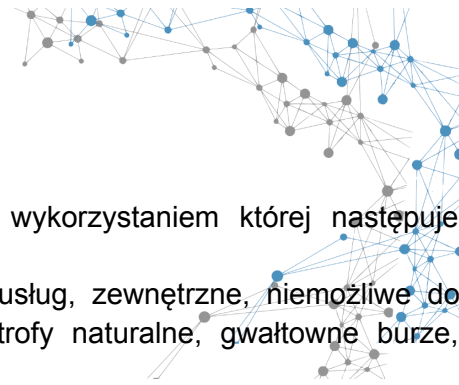 wykorzystaniem której następuje
usług, zewnętrzne, niemożliwe do
trofy naturalne, gwałtowne burze,